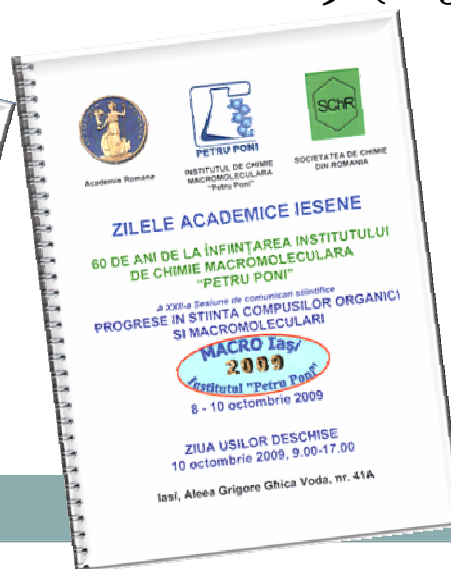 PETRU PONI
SChR
Academia Română
INSTITUTUL DE CHIMIE
MACROMOLECULARA
"Petru Poni"
SOCIETATEA DE CHIMIE
DIN ROMANIA
ZILELE ACADEMICE IESENE
60 DE ANI DE LA ÎNFIINȚAREA INSTITUTULUI
DE CHIMIE MACROMOLECULARA
"PETRU PONI"
A XXII-a Sesiune de comunicari stiintifice
PROGRESE IN STIINTA COMPUSILOR ORGANICI
SI MACROMOLECULARI
MACRO Iași
2009
Institutul "Petru Poni"
8 - 10 octombrie 2009
ZIUA USILOR DESCHISE
10 octombrie 2009, 9.00-17.00
Iasi, Aleea Grigore Ghica Voda, nr. 41A